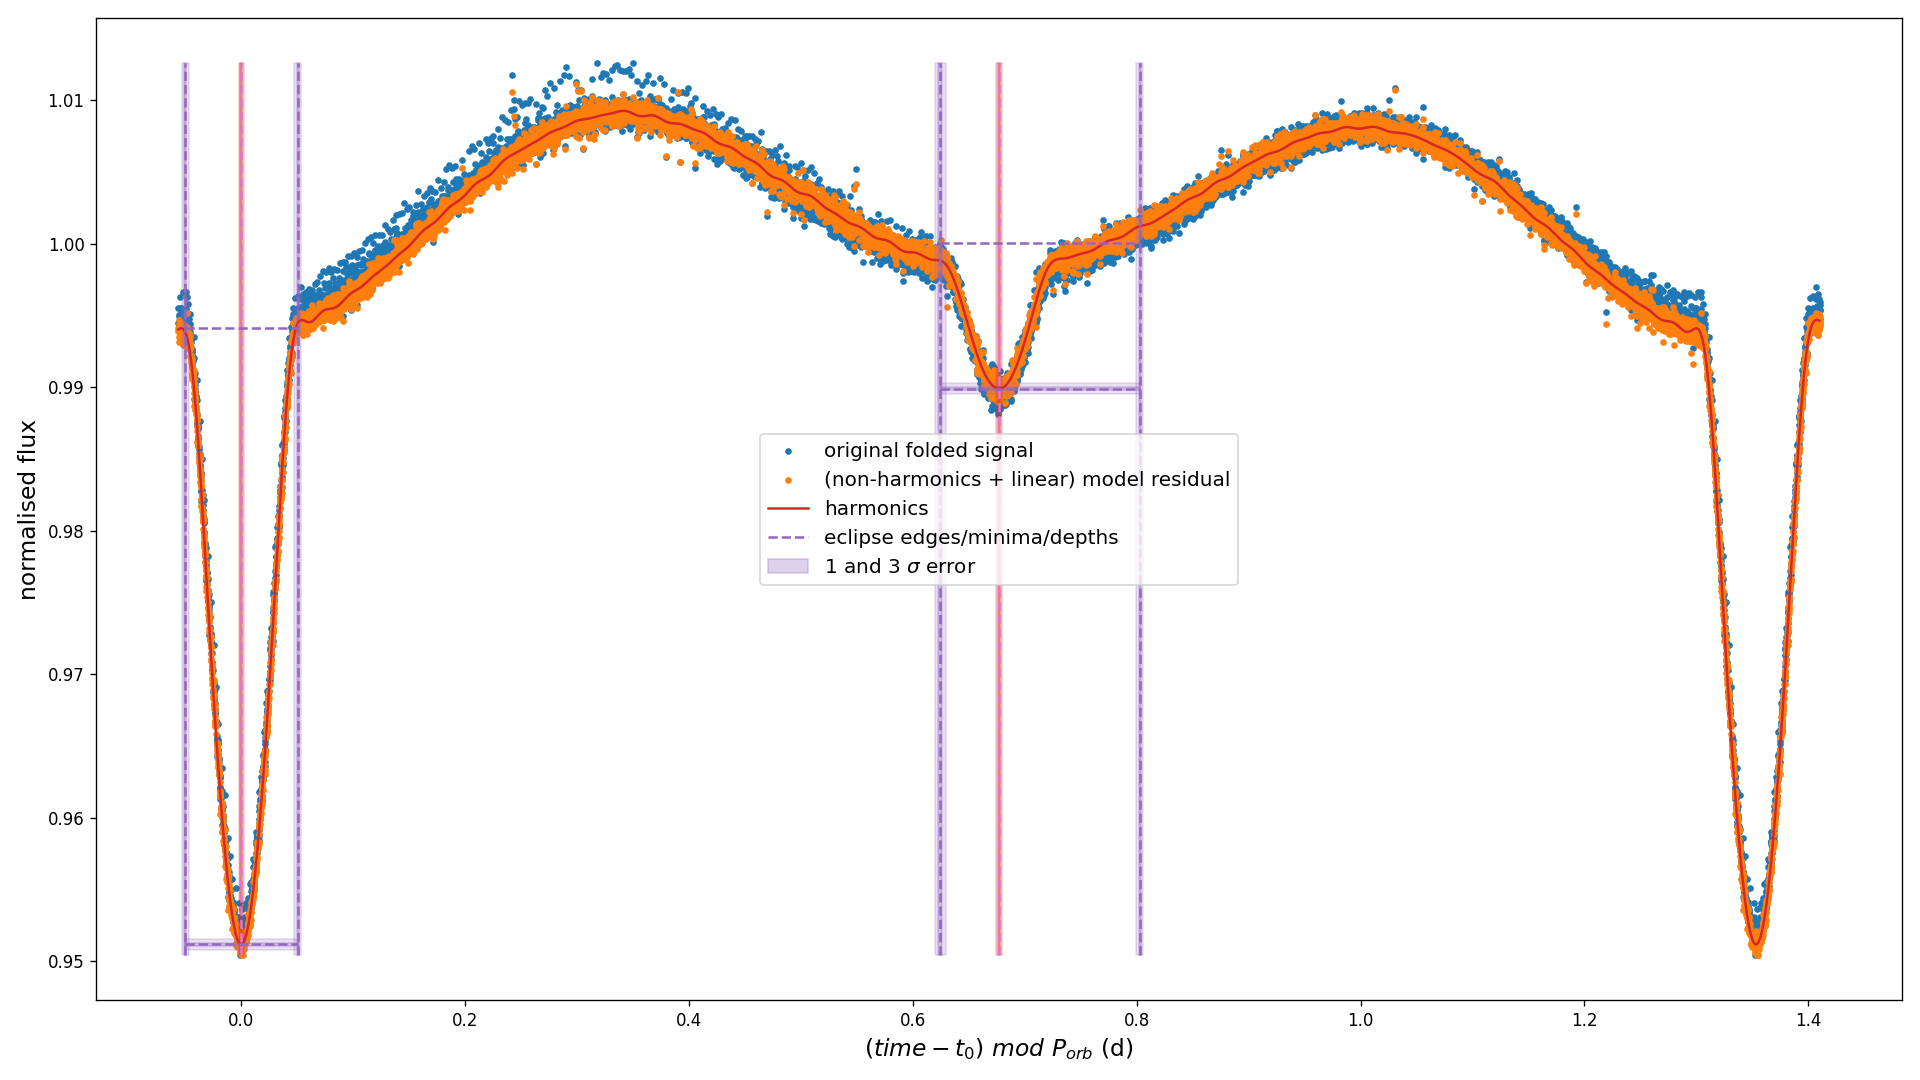 normalised flux
1.01
1.00
0.99
0.98
0.97
0.96
0.95
original folded signal
(non-harmonics + linear) model residual
harmonics
eclipse edges/minima/depths
1 and 3 σ error
0.0 0.2 0.4 0.6 0.8 1.0 1.2 1.4
(time − t₀) mod Pₒᵣb (d)